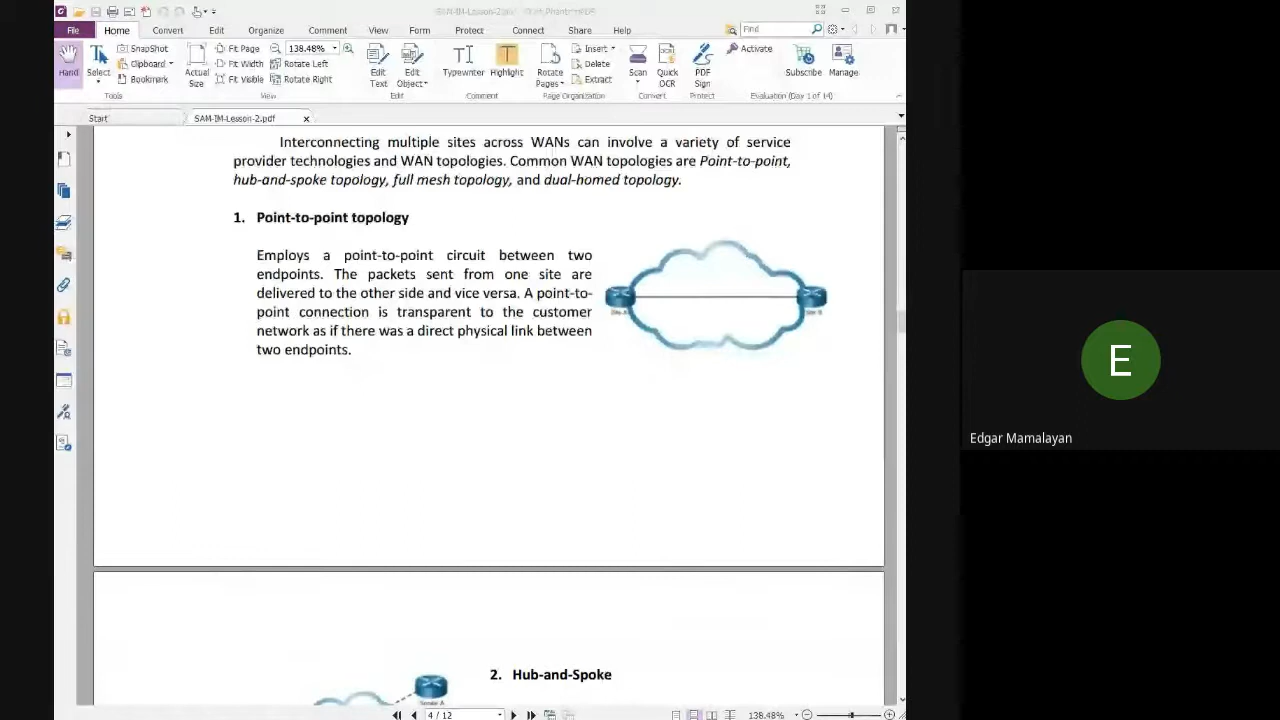 File Home Convert Edit Organize Comment View Form Protect Connect Share Help Find
SnapShot Fit Page 138.48% Insert Activate
Clipboard Fit Width Rotate Left Delete
Bookmark Fit Visible Rotate Right Extract
Hand Select Actual Size Edit Text Edit Object Typewriter Highlight Rotate Pages Scan Quick OCR PDF Sign Subscribe Manage
Tools View Edit Comment Page Organization Convert Protect Evaluation (Day 1 of 14)
Start SAM-IM-Lesson-2.pdf
Interconnecting multiple sites across WANs can involve a variety of service
provider technologies and WAN topologies. Common WAN topologies are Point-to-point,
hub-and-spoke topology, full mesh topology, and dual-homed topology.
1. Point-to-point topology
Employs a point-to-point circuit between two
endpoints. The packets sent from one site are
delivered to the other side and vice versa. A point-to-
point connection is transparent to the customer
network as if there was a direct physical link between
two endpoints.
Site A Site B
2. Hub-and-Spoke
4 / 12 138.48%
E
Edgar Mamalayan